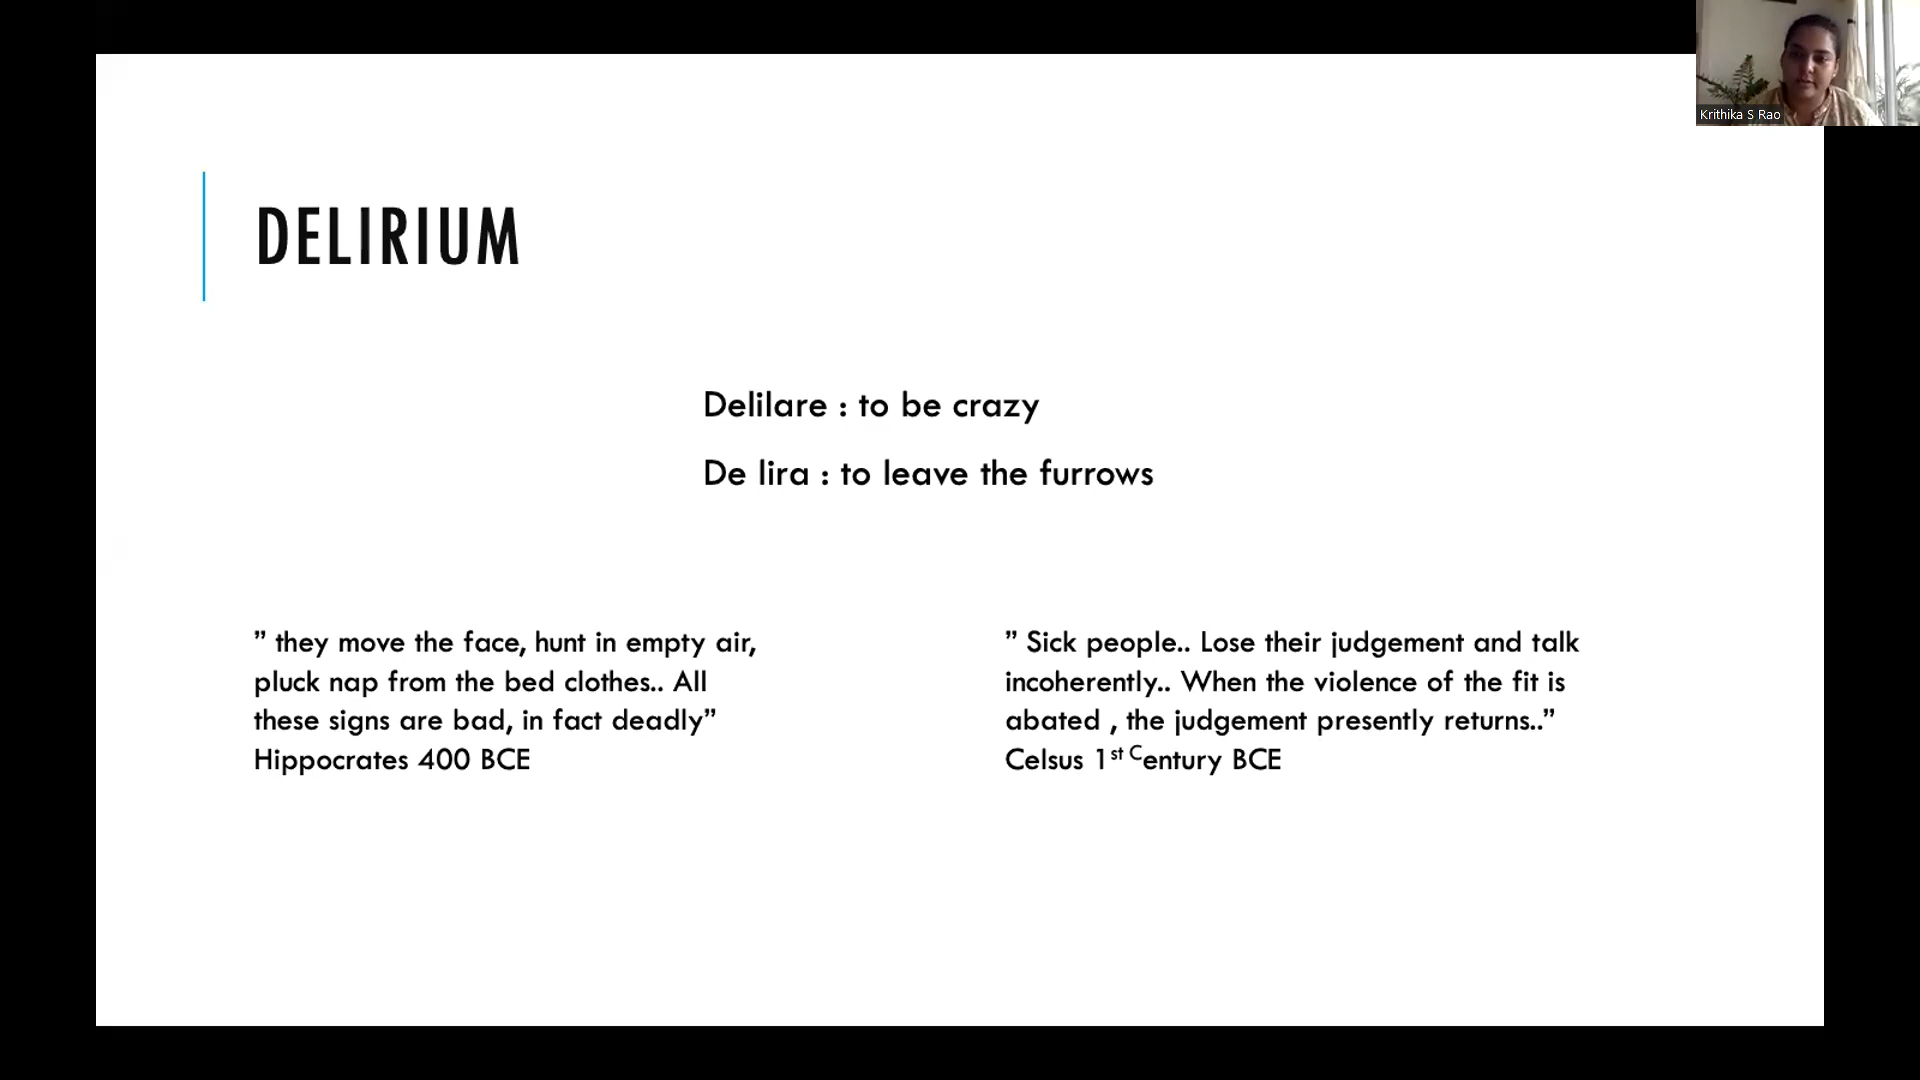 Krithika S Rao
DELIRIUM
Delilare : to be crazy
De lira : to leave the furrows
” they move the face, hunt in empty air,
pluck nap from the bed clothes.. All
these signs are bad, in fact deadly”
Hippocrates 400 BCE
” Sick people.. Lose their judgement and talk
incoherently.. When the violence of the fit is
abated , the judgement presently returns..”
Celsus 1st Century BCE